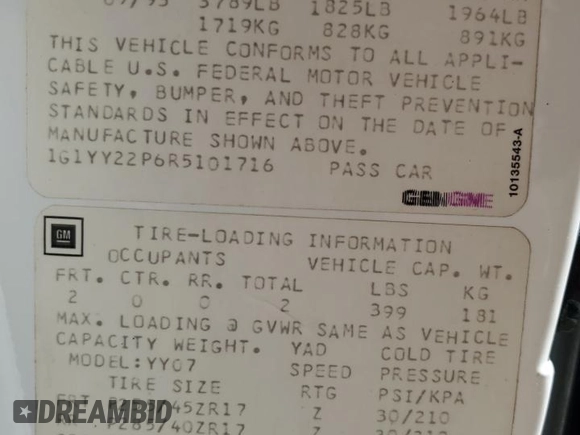 3789LB 1825LB 1964LB
1719KG 828KG 891KG
THIS VEHICLE CONFORMS TO ALL APPLI-
CABLE U.S. FEDERAL MOTOR VEHICLE
SAFETY, BUMPER, AND THEFT PREVENTION
STANDARDS IN EFFECT ON THE DATE OF
MANUFACTURE SHOWN ABOVE.
1G1YY22P6R5101716 PASS CAR
GENUINE
10135543-A
GM
TIRE-LOADING INFORMATION
OCCUPANTS VEHICLE CAP. WT.
FRT. CTR. RR. TOTAL LBS KG
2 0 0 2 399 181
MAX. LOADING @ GVWR SAME AS VEHICLE
CAPACITY WEIGHT. YAD COLD TIRE
MODEL:YY07 SPEED PRESSURE
TIRE SIZE RTG PSI/KPA
45ZR17 Z 30/210
/40ZR17 Z
DREAMBID